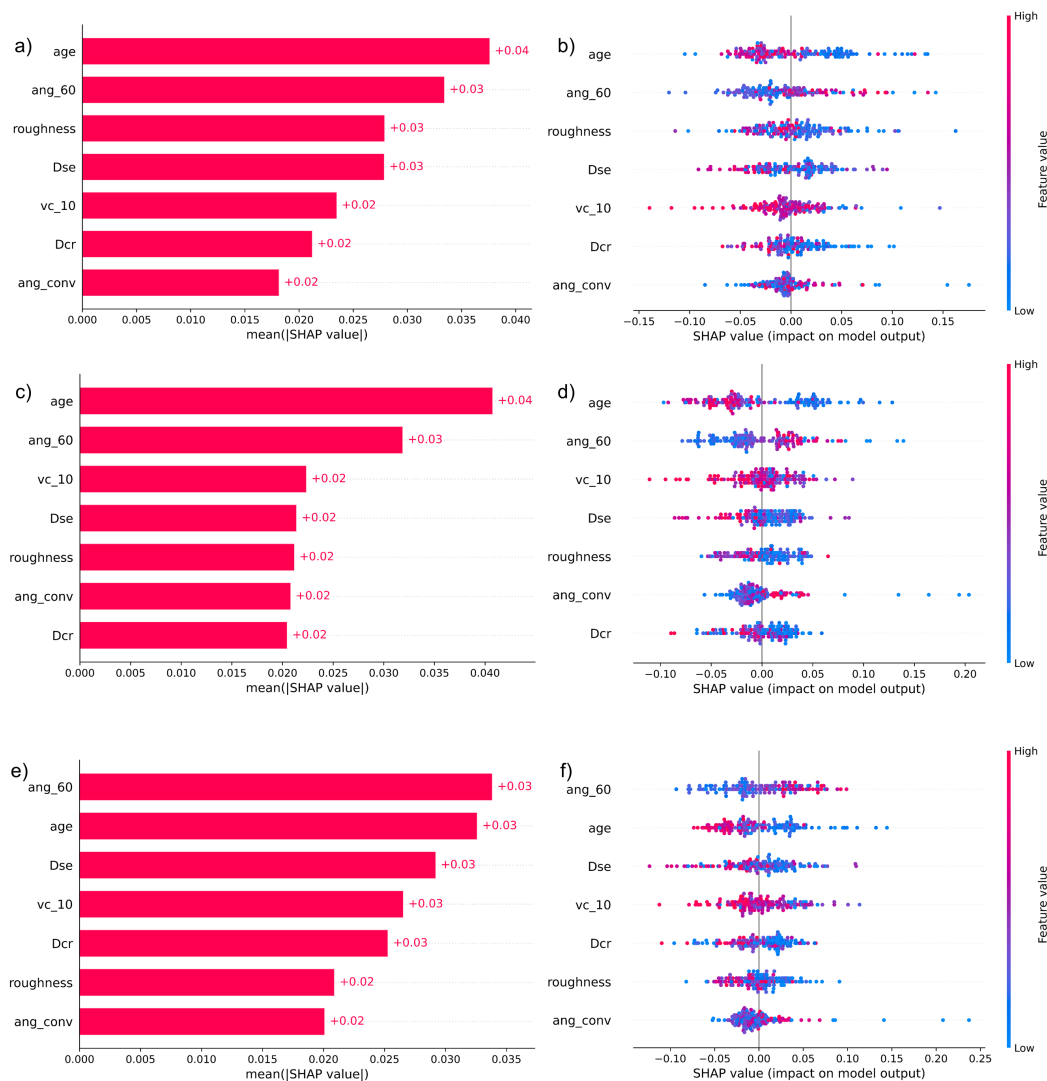 a)
age
+0.04
ang_60
+0.03
roughness
+0.03
Dse
+0.03
vc_10
+0.02
Dcr
+0.02
ang_conv
+0.02
0.000 0.005 0.010 0.015 0.020 0.025 0.030 0.035 0.040
mean(|SHAP value|)
b)
High
age
ang_60
roughness
Dse
vc_10
Dcr
ang_conv
Feature value
Low
−0.15 −0.10 −0.05 0.00 0.05 0.10 0.15
SHAP value (impact on model output)
c)
age
+0.04
ang_60
+0.03
vc_10
+0.02
Dse
+0.02
roughness
+0.02
ang_conv
+0.02
Dcr
+0.02
0.000 0.005 0.010 0.015 0.020 0.025 0.030 0.035 0.040
mean(|SHAP value|)
d)
High
age
ang_60
vc_10
Dse
roughness
ang_conv
Dcr
Feature value
Low
−0.10 −0.05 0.00 0.05 0.10 0.15 0.20
SHAP value (impact on model output)
e)
ang_60
+0.03
age
+0.03
Dse
+0.03
vc_10
+0.03
Dcr
+0.03
roughness
+0.02
ang_conv
+0.02
0.000 0.005 0.010 0.015 0.020 0.025 0.030 0.035
mean(|SHAP value|)
f)
High
ang_60
age
Dse
vc_10
Dcr
roughness
ang_conv
Feature value
Low
−0.10 −0.05 0.00 0.05 0.10 0.15 0.20 0.25
SHAP value (impact on model output)